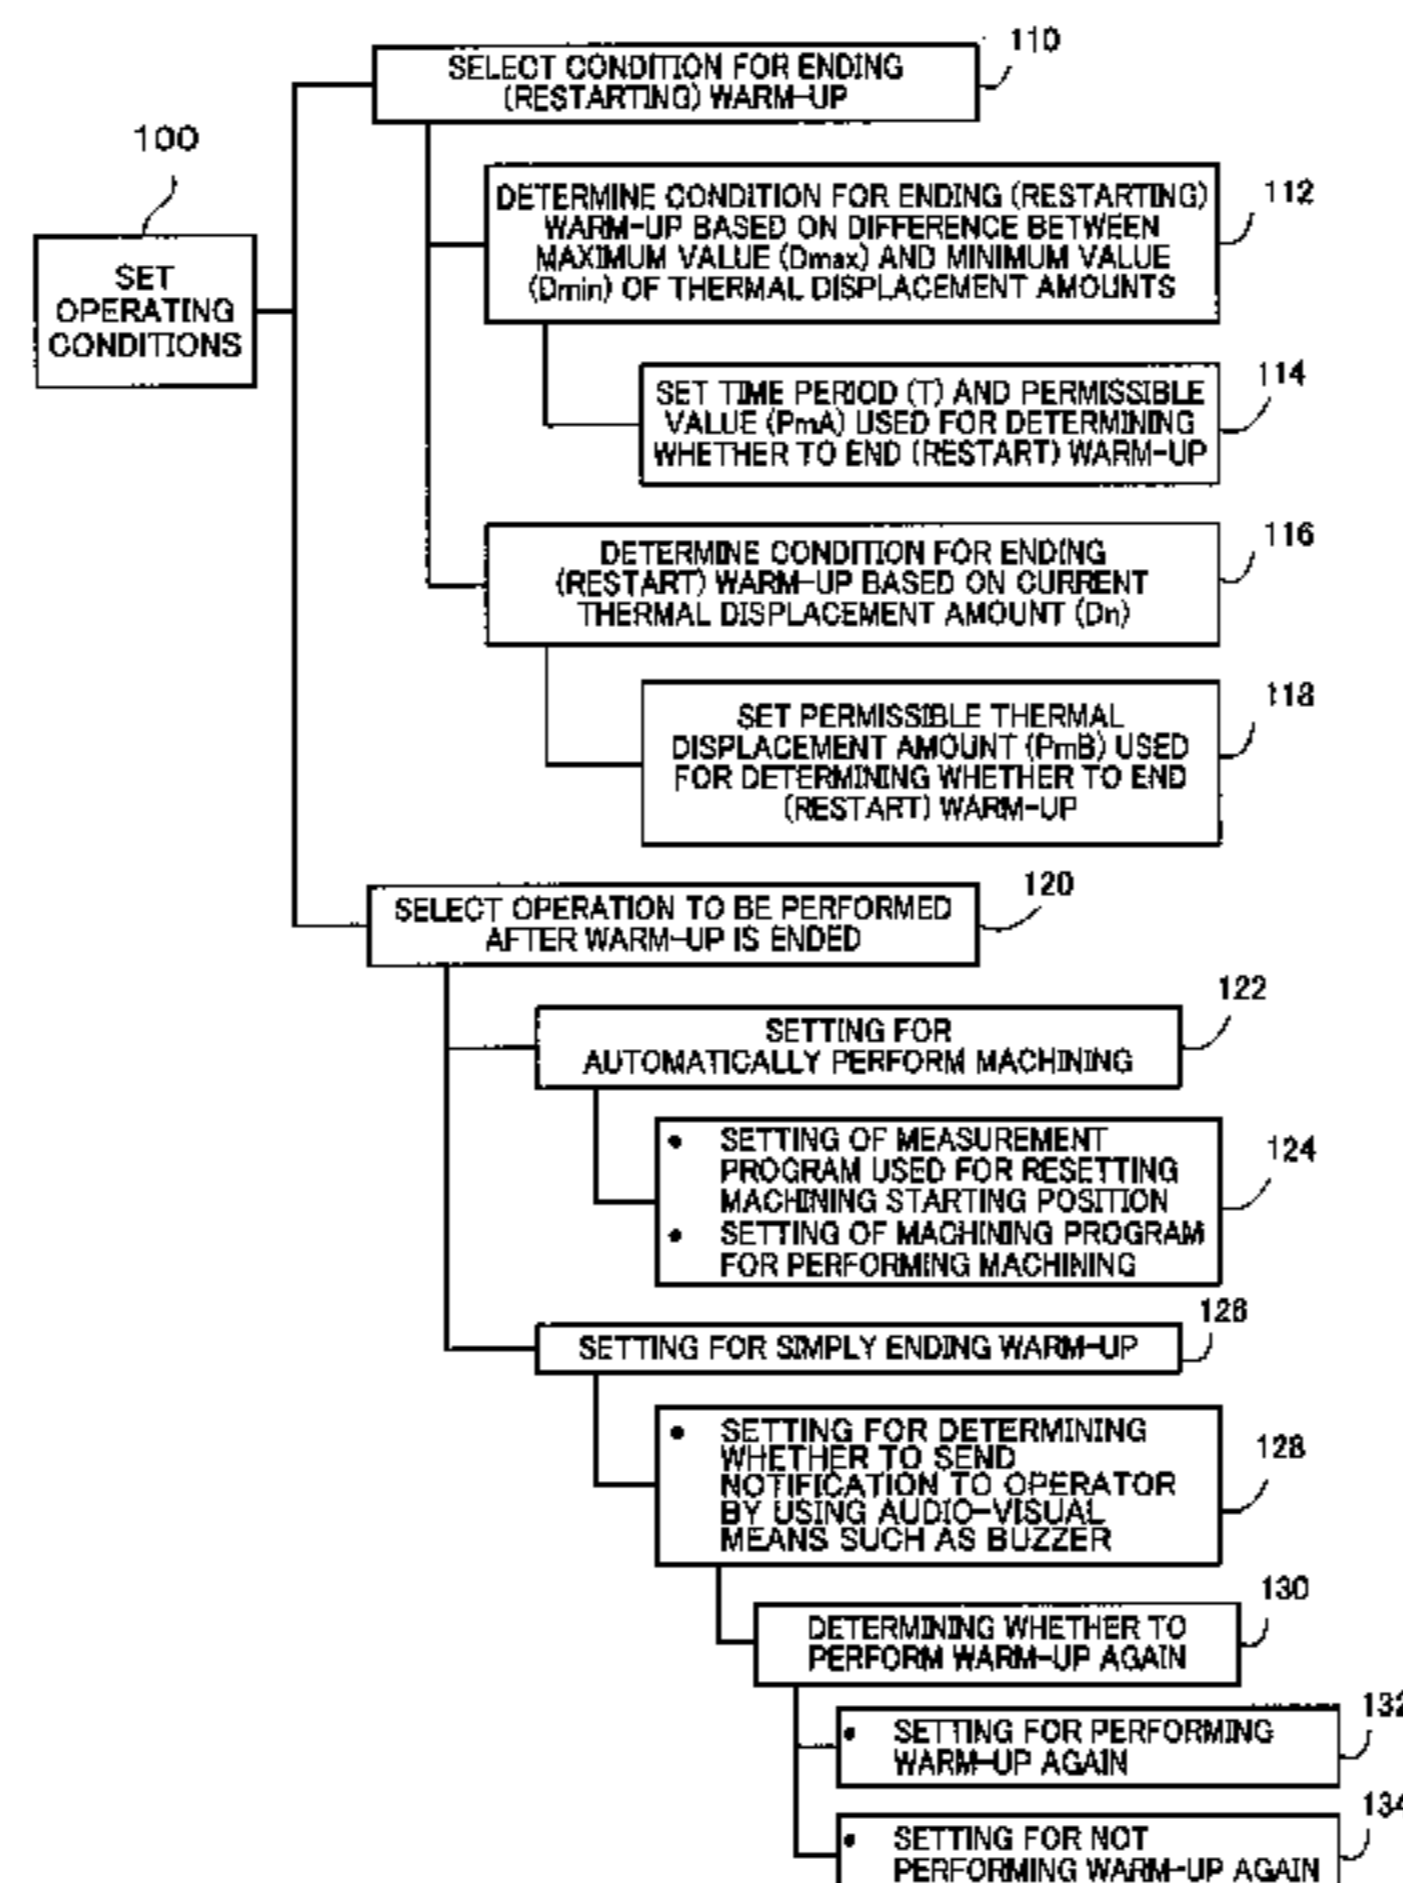 110
SELECT CONDITION FOR ENDING
(RESTARTING) WARM-UP
100
SET
OPERATING
CONDITIONS
112
DETERMINE CONDITION FOR ENDING (RESTARTING)
WARM-UP BASED ON DIFFERENCE BETWEEN
MAXIMUM VALUE (Dmax) AND MINIMUM VALUE
(Dmin) OF THERMAL DISPLACEMENT AMOUNTS
114
SET TIME PERIOD (T) AND PERMISSIBLE
VALUE (PmA) USED FOR DETERMINING
WHETHER TO END (RESTART) WARM-UP
116
DETERMINE CONDITION FOR ENDING
(RESTART) WARM-UP BASED ON CURRENT
THERMAL DISPLACEMENT AMOUNT (Dn)
118
SET PERMISSIBLE THERMAL
DISPLACEMENT AMOUNT (PmB) USED
FOR DETERMINING WHETHER TO END
(RESTART) WARM-UP
120
SELECT OPERATION TO BE PERFORMED
AFTER WARM-UP IS ENDED
122
SETTING FOR
AUTOMATICALLY PERFORM MACHINING
124
• SETTING OF MEASUREMENT
PROGRAM USED FOR RESETTING
MACHINING STARTING POSITION
• SETTING OF MACHINING PROGRAM
FOR PERFORMING MACHINING
126
SETTING FOR SIMPLY ENDING WARM-UP
128
• SETTING FOR DETERMINING
WHETHER TO SEND
NOTIFICATION TO OPERATOR
BY USING AUDIO-VISUAL
MEANS SUCH AS BUZZER
130
DETERMINING WHETHER TO
PERFORM WARM-UP AGAIN
132
• SETTING FOR PERFORMING
WARM-UP AGAIN
134
• SETTING FOR NOT
PERFORMING WARM-UP AGAIN